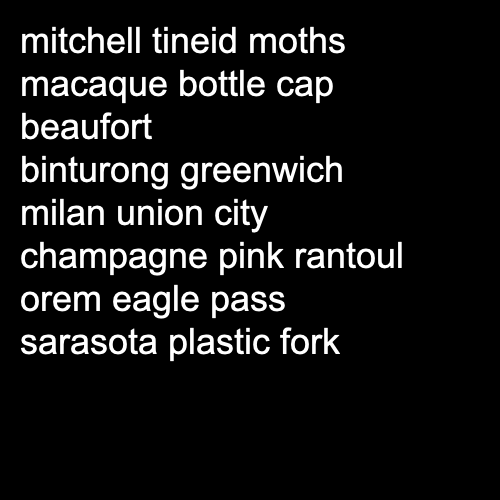 mitchell tineid moths
macaque bottle cap
beaufort
binturong greenwich
milan union city
champagne pink rantoul
orem eagle pass
sarasota plastic fork